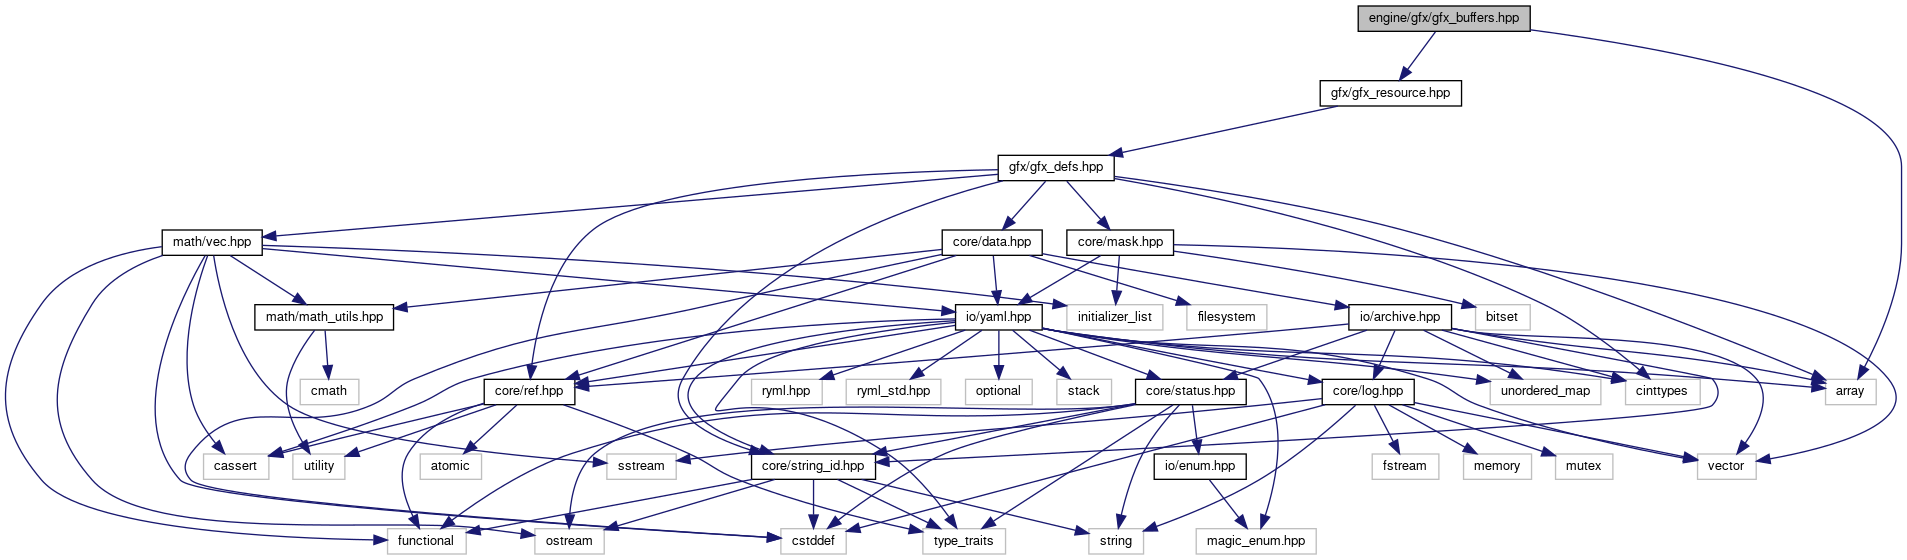 engine/gfx/gfx_buffers.hpp
gfx/gfx_resource.hpp
gfx/gfx_defs.hpp
math/vec.hpp
core/data.hpp
core/mask.hpp
math/math_utils.hpp
io/yaml.hpp
initializer_list
filesystem
io/archive.hpp
bitset
cmath
core/ref.hpp
ryml.hpp
ryml_std.hpp
optional
stack
core/status.hpp
core/log.hpp
unordered_map
cinttypes
array
cassert
utility
atomic
sstream
core/string_id.hpp
io/enum.hpp
fstream
memory
mutex
vector
functional
ostream
cstddef
type_traits
string
magic_enum.hpp